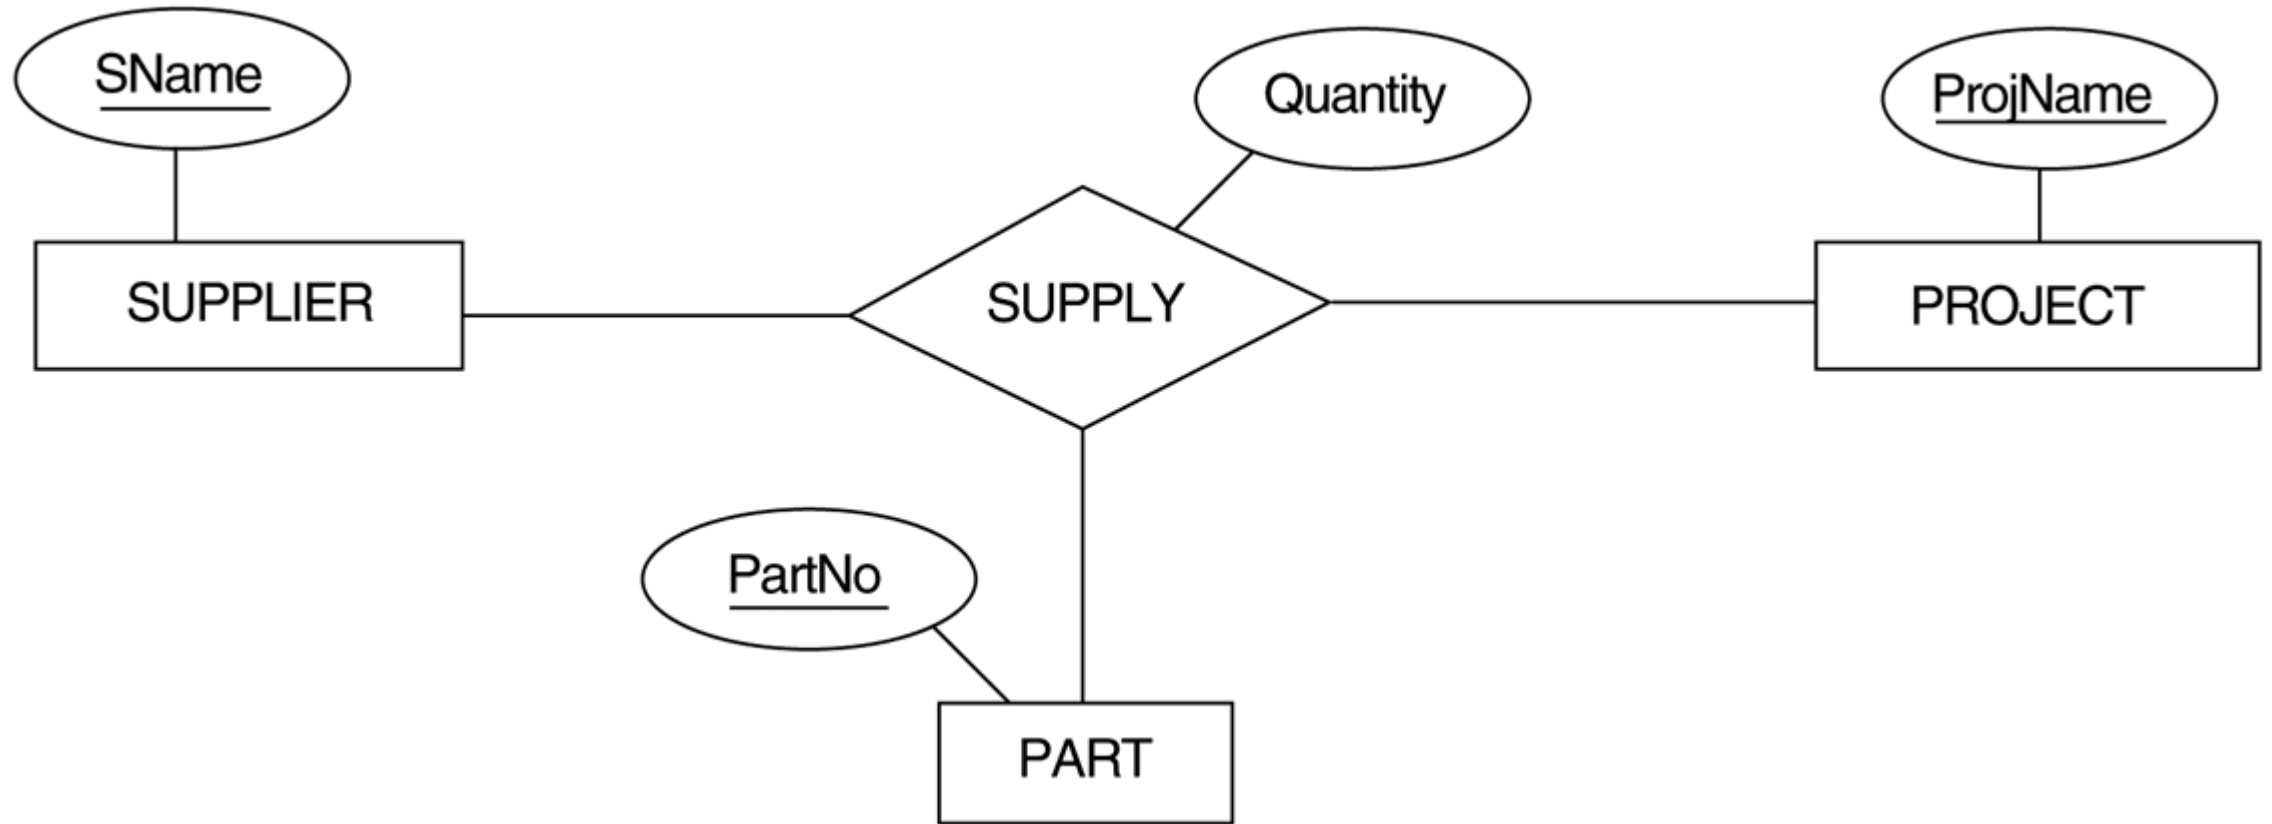 SName
Quantity
ProjName
SUPPLIER
SUPPLY
PROJECT
PartNo
PART